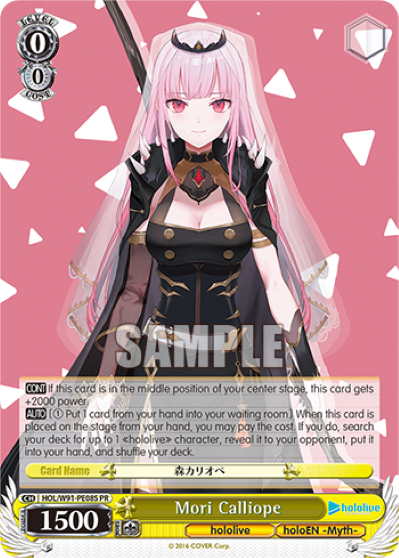 LEVEL
0
0
COST
SAMPLE
CONT If this card is in the middle position of your center stage, this card gets
+2000 power.
AUTO [① Put 1 card from your hand into your waiting room] When this card is
placed on the stage from your hand, you may pay the cost. If you do, search
your deck for up to 1 «hololive» character, reveal it to your opponent, put it
into your hand, and shuffle your deck.
Card Name 森カリオペ
CH HOL/W91-PE085 PR
1500 Mori Calliope hololive
hololive holoEN -Myth-
© 2016 COVER Corp.